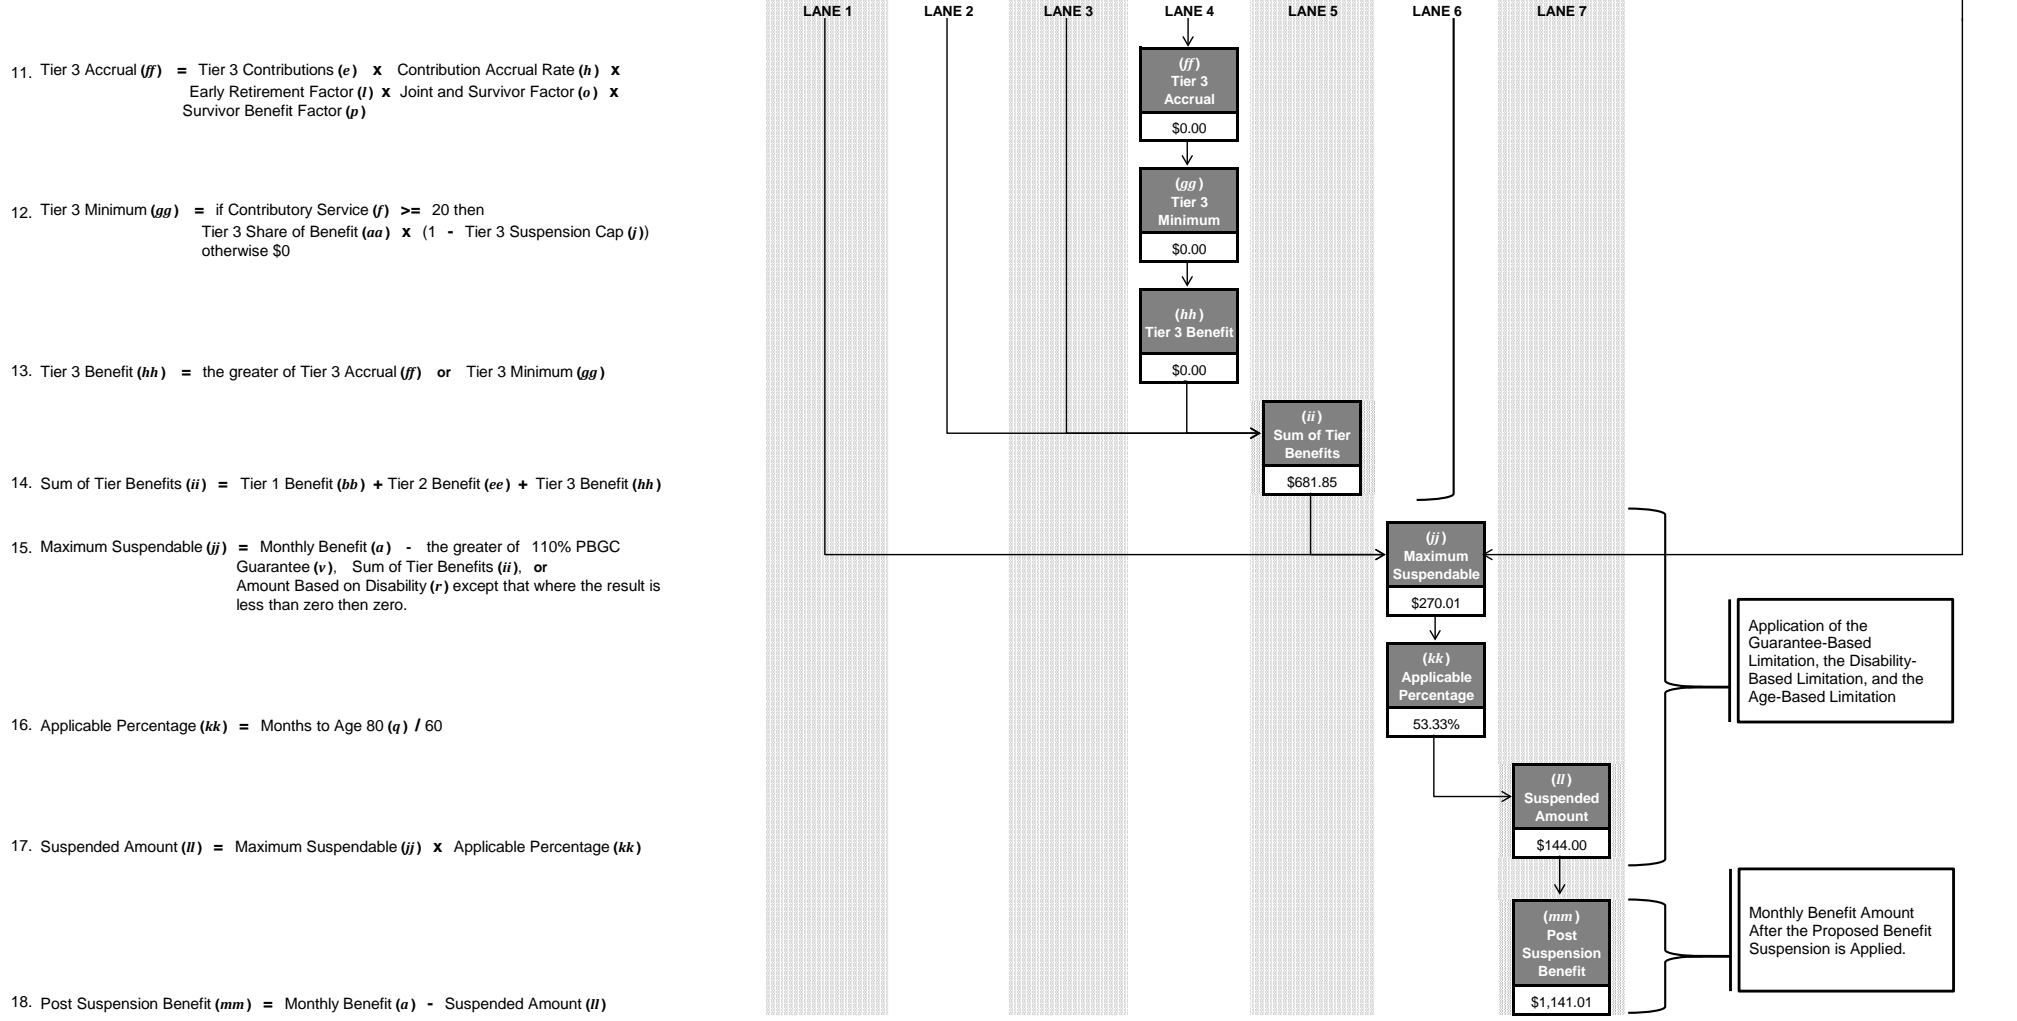 LANE 1 LANE 2 LANE 3 LANE 4 LANE 5 LANE 6 LANE 7
11. Tier 3 Accrual (ff) = Tier 3 Contributions (e) x Contribution Accrual Rate (h) x
Early Retirement Factor (l) x Joint and Survivor Factor (o) x
Survivor Benefit Factor (p)
(ff)
Tier 3
Accrual
$0.00
12. Tier 3 Minimum (gg) = if Contributory Service (f) >= 20 then
Tier 3 Share of Benefit (aa) x (1 - Tier 3 Suspension Cap (j))
otherwise $0
(gg)
Tier 3
Minimum
$0.00
13. Tier 3 Benefit (hh) = the greater of Tier 3 Accrual (ff) or Tier 3 Minimum (gg)
(hh)
Tier 3 Benefit
$0.00
14. Sum of Tier Benefits (ii) = Tier 1 Benefit (bb) + Tier 2 Benefit (ee) + Tier 3 Benefit (hh)
(ii)
Sum of Tier
Benefits
$681.85
15. Maximum Suspendable (jj) = Monthly Benefit (a) - the greater of 110% PBGC
Guarantee (v), Sum of Tier Benefits (ii), or
Amount Based on Disability (r) except that where the result is
less than zero then zero.
(jj)
Maximum
Suspendable
$270.01
16. Applicable Percentage (kk) = Months to Age 80 (q) / 60
(kk)
Applicable
Percentage
53.33%
Application of the
Guarantee-Based
Limitation, the Disability-
Based Limitation, and the
Age-Based Limitation
17. Suspended Amount (ll) = Maximum Suspendable (jj) x Applicable Percentage (kk)
(ll)
Suspended
Amount
$144.00
18. Post Suspension Benefit (mm) = Monthly Benefit (a) - Suspended Amount (ll)
(mm)
Post
Suspension
Benefit
$1,141.01
Monthly Benefit Amount
After the Proposed Benefit
Suspension is Applied.